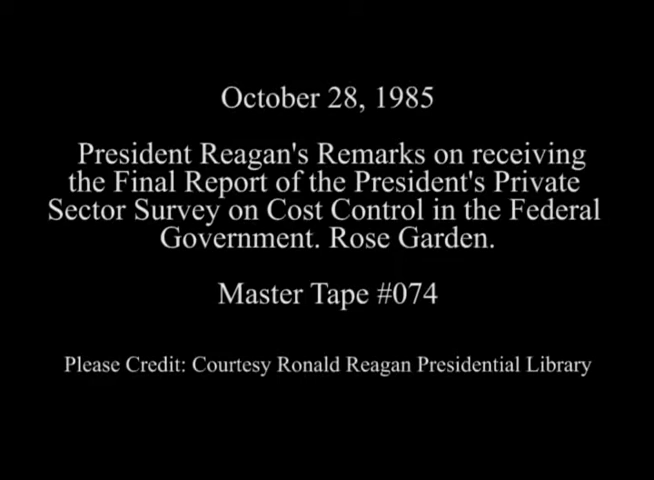 October 28, 1985
President Reagan's Remarks on receiving
the Final Report of the President's Private
Sector Survey on Cost Control in the Federal
Government. Rose Garden.
Master Tape #074
Please Credit: Courtesy Ronald Reagan Presidential Library